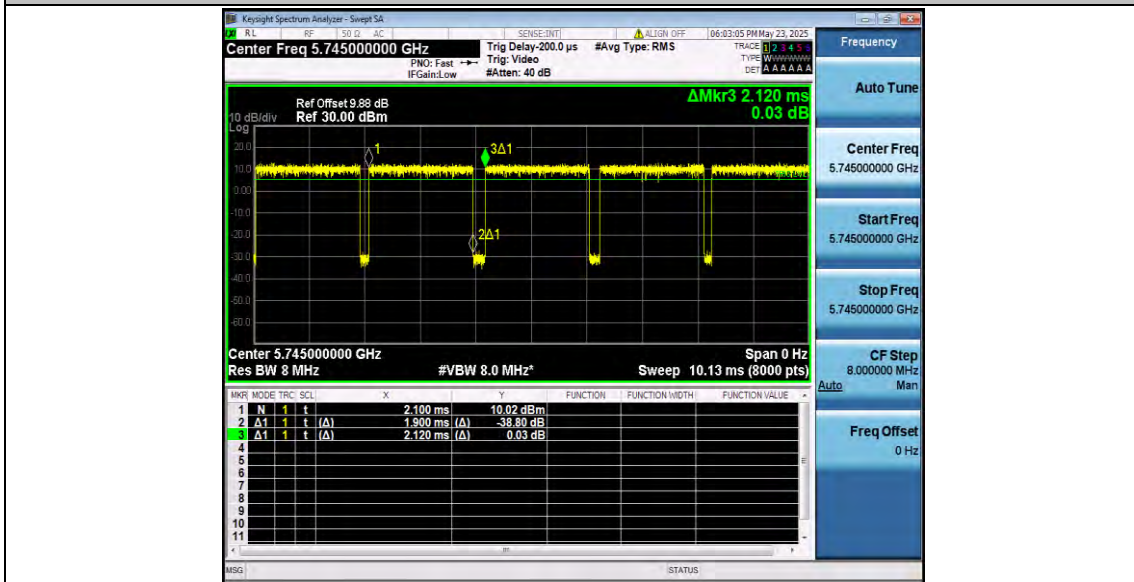 Keysight Spectrum Analyzer - Swept SA
RL RF 50 Ω AC SENSE:INT ALIGN OFF 06:03:05 PM May 23, 2025
Center Freq 5.745000000 GHz
PNO: Fast
IFGain:Low
Trig Delay-200.0 µs
Trig: Video
#Atten: 40 dB
#Avg Type: RMS
TRACE 1 2 3 4 5 6
TYPE W
DET A A A A A A
ΔMkr3 2.120 ms
0.03 dB
Ref Offset 9.88 dB
10 dB/div Ref 30.00 dBm
Log
20.0
10.0
0.00
-10.0
-20.0
-30.0
-40.0
-50.0
-60.0
1
3Δ1
2Δ1
Center 5.745000000 GHz Span 0 Hz
Res BW 8 MHz #VBW 8.0 MHz* Sweep 10.13 ms (8000 pts)
MKR MODE TRC SCL X Y FUNCTION FUNCTION WIDTH FUNCTION VALUE
1 N 1 t 2.100 ms 10.02 dBm
2 Δ1 1 t (Δ) 1.900 ms (Δ) -38.80 dB
3 Δ1 1 t (Δ) 2.120 ms (Δ) 0.03 dB
4
5
6
7
8
9
10
11
MSG STATUS
Frequency
Auto Tune
Center Freq
5.745000000 GHz
Start Freq
5.745000000 GHz
Stop Freq
5.745000000 GHz
CF Step
8.000000 MHz
Auto Man
Freq Offset
0 Hz